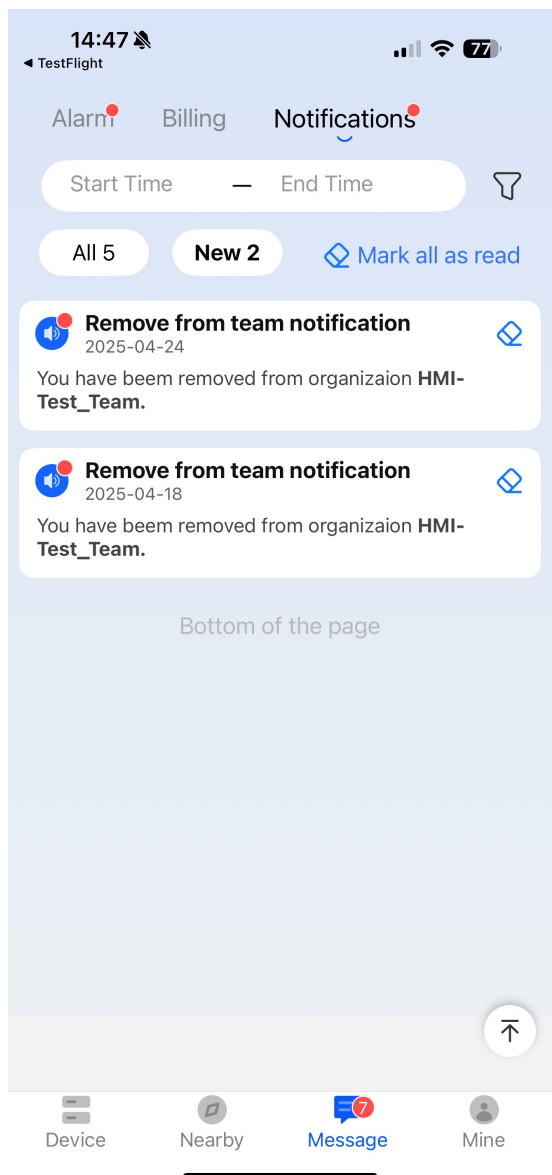 14:47
77
◀ TestFlight
Alarm Billing Notifications
Start Time — End Time
All 5 New 2 Mark all as read
Remove from team notification
2025-04-24
You have beem removed from organizaion HMI-
Test_Team.
Remove from team notification
2025-04-18
You have beem removed from organizaion HMI-
Test_Team.
Bottom of the page
7
Device Nearby Message Mine